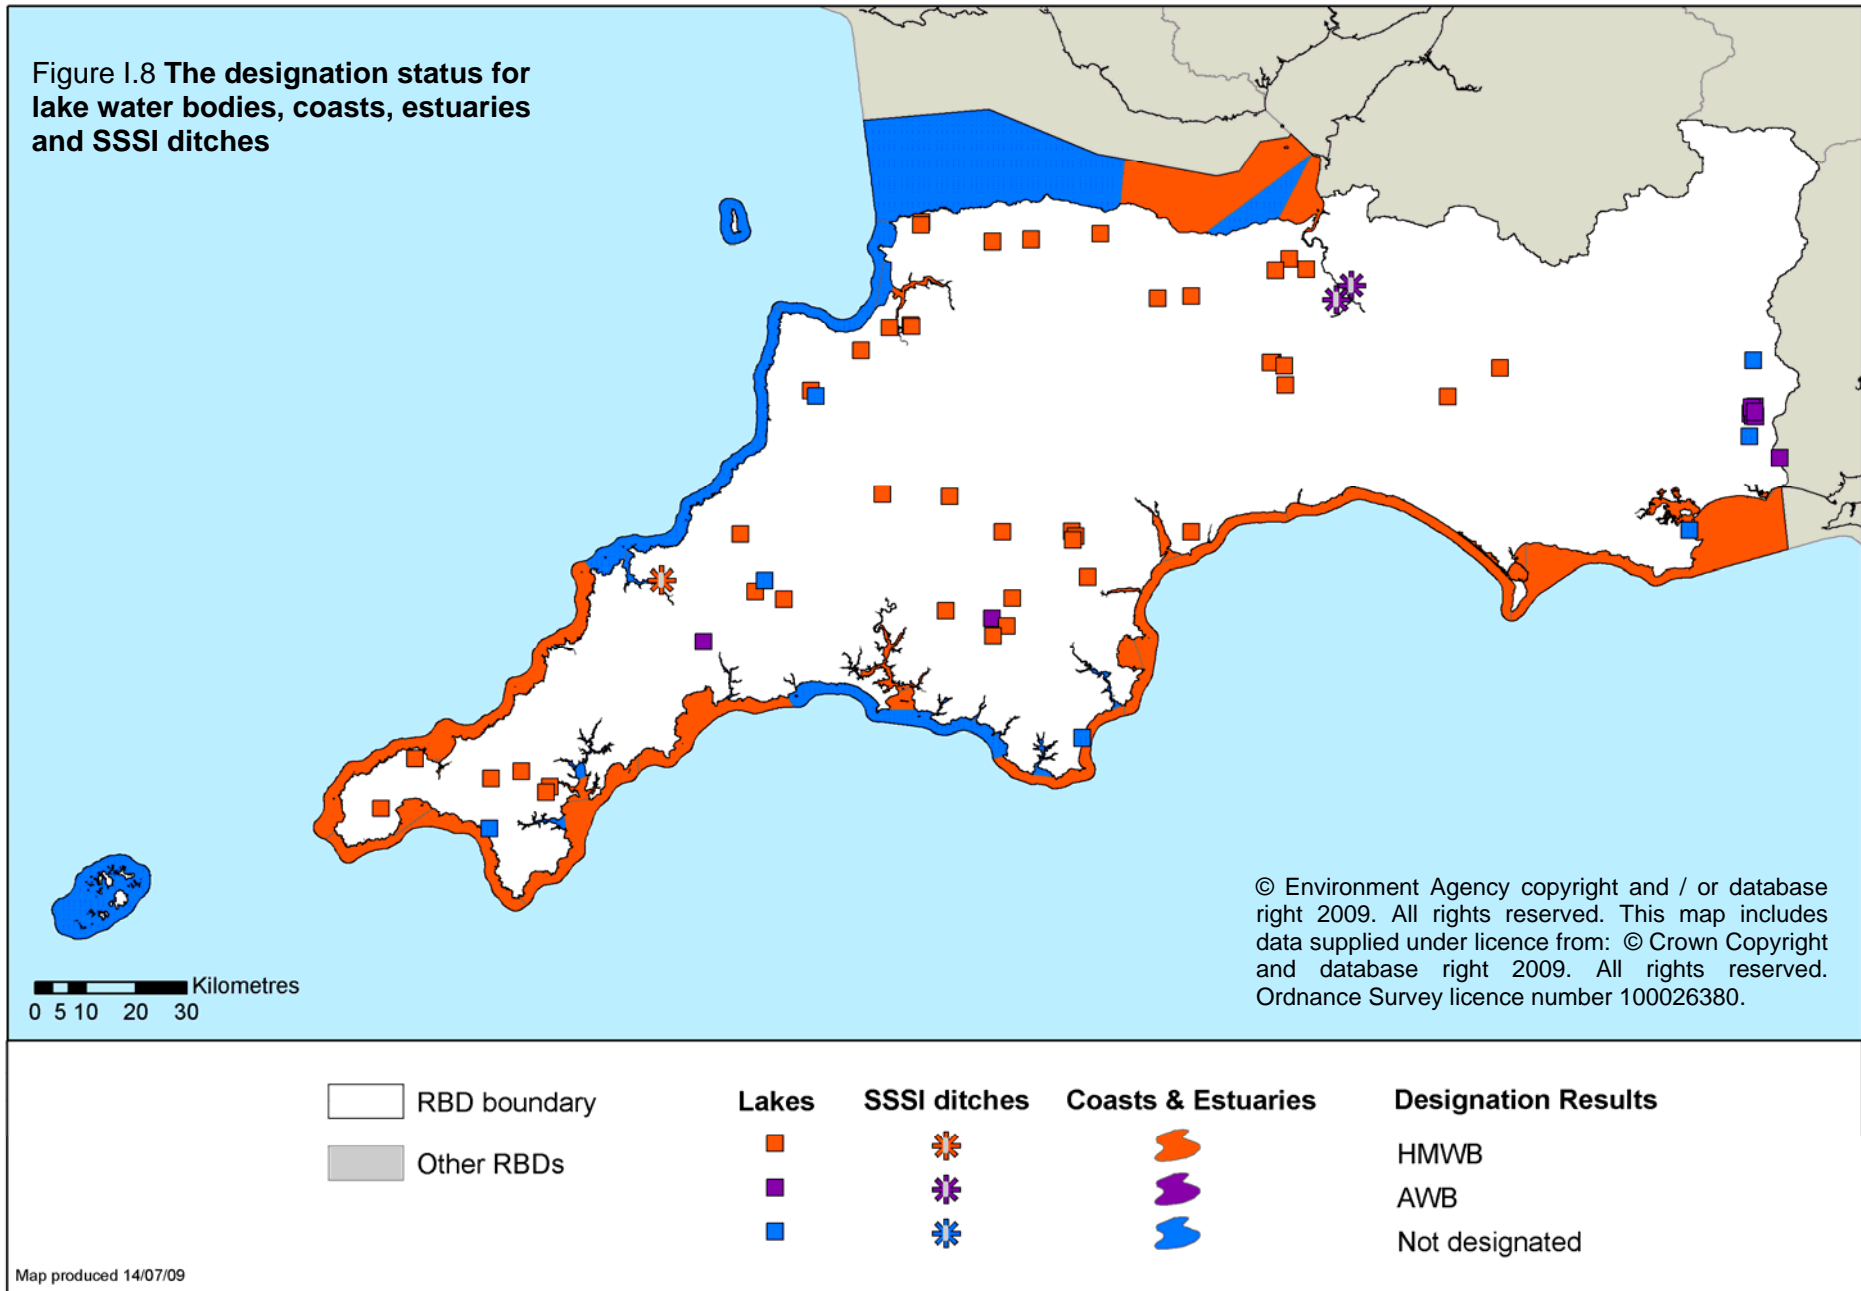 Figure I.8 The designation status for
lake water bodies, coasts, estuaries
and SSSI ditches
© Environment Agency copyright and / or database
right 2009. All rights reserved. This map includes
data supplied under licence from: © Crown Copyright
and database right 2009. All rights reserved.
Ordnance Survey licence number 100026380.
Kilometres
0 5 10 20 30
RBD boundary
Other RBDs
Lakes
SSSI ditches
Coasts & Estuaries
Designation Results
HMWB
AWB
Not designated
Map produced 14/07/09